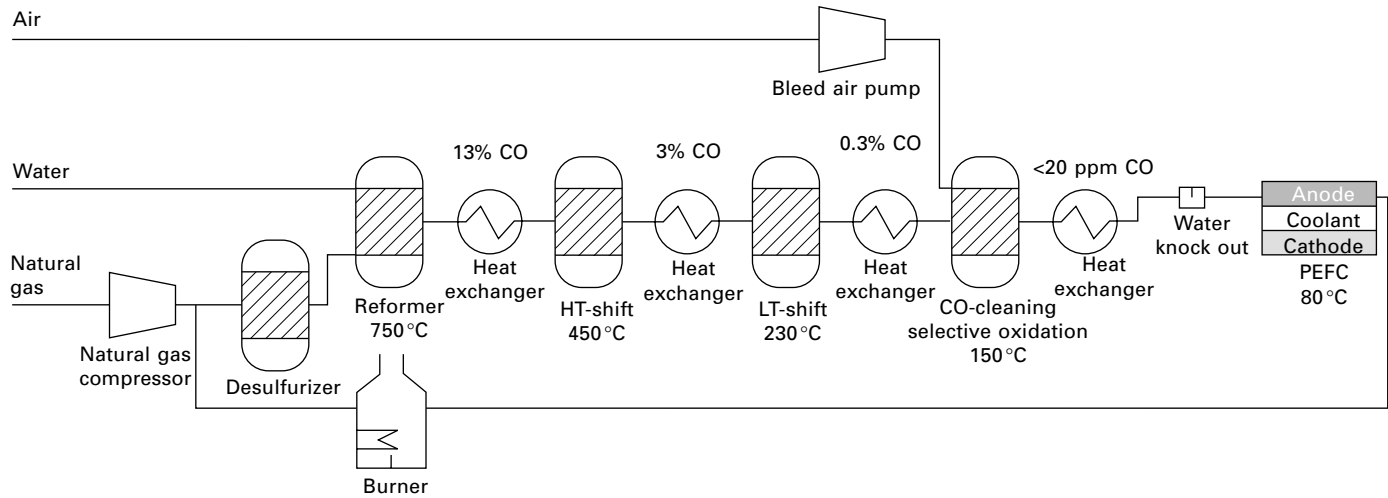 Air
Bleed air pump
Water
13% CO
3% CO
0.3% CO
<20 ppm CO
Natural
gas
Natural gas
compressor
Desulfurizer
Reformer
750°C
Heat
exchanger
HT-shift
450°C
Heat
exchanger
LT-shift
230°C
Heat
exchanger
CO-cleaning
selective oxidation
150°C
Heat
exchanger
Water
knock out
Anode
Coolant
Cathode
PEFC
80°C
Burner